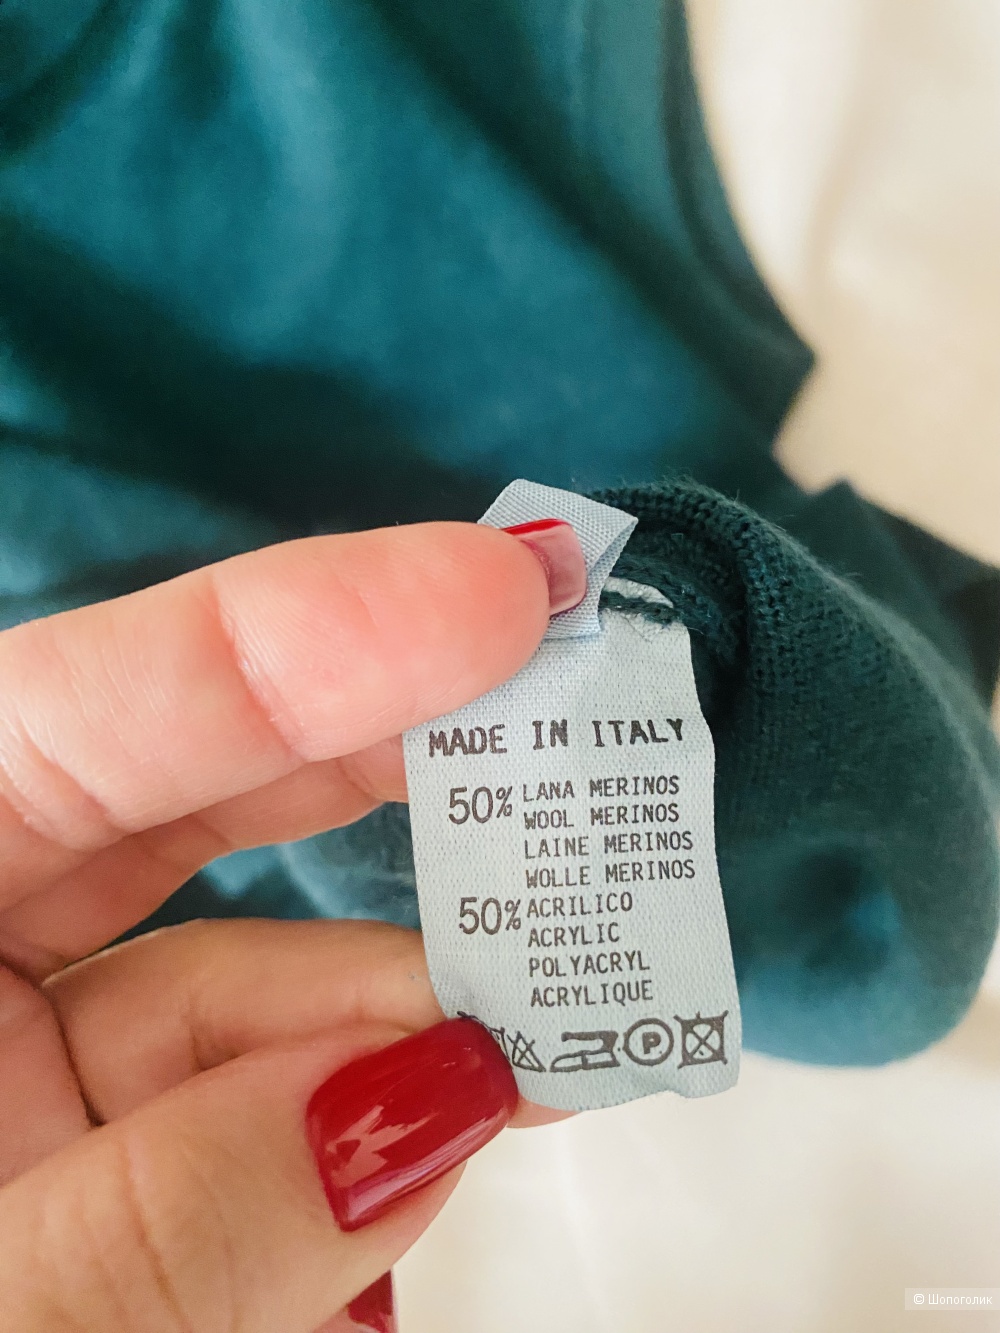 MADE IN ITALY
50% LANA MERINOS
WOOL MERINOS
LAINE MERINOS
WOLLE MERINOS
50% ACRILICO
ACRYLIC
POLYACRYL
ACRYLIQUE
P
© Шопоголик